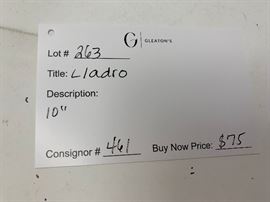 G | GLEATON'S
Lot # 263
Title: Lladro
Description:
10"
Consignor # 461 Buy Now Price: $75